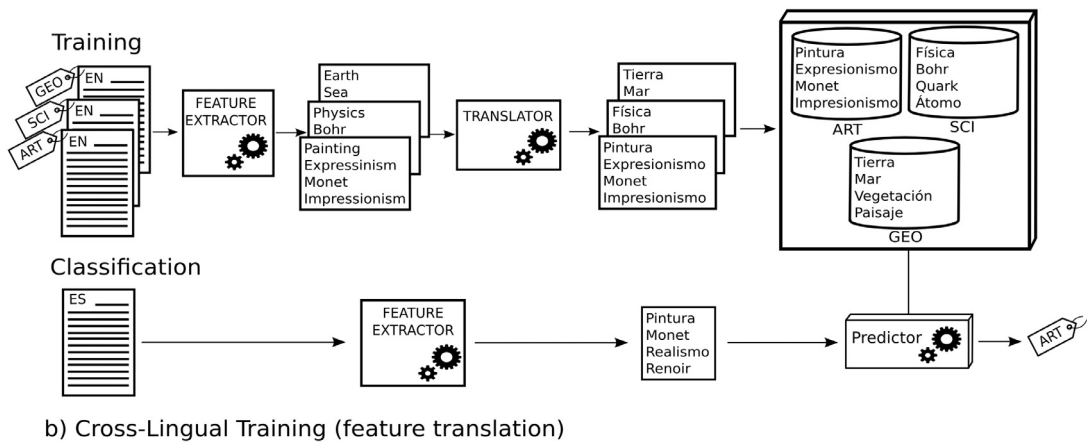 Training
GEO
EN
SCI
EN
ART
EN
FEATURE
EXTRACTOR
Earth
Sea
Physics
Bohr
Painting
Expressinism
Monet
Impressionism
TRANSLATOR
Tierra
Mar
Física
Bohr
Pintura
Expresionismo
Monet
Impresionismo
Pintura
Expresionismo
Monet
Impresionismo
ART
Física
Bohr
Quark
Átomo
SCI
Tierra
Mar
Vegetación
Paisaje
GEO
Classification
ES
FEATURE
EXTRACTOR
Pintura
Monet
Realismo
Renoir
Predictor
ART
b) Cross-Lingual Training (feature translation)